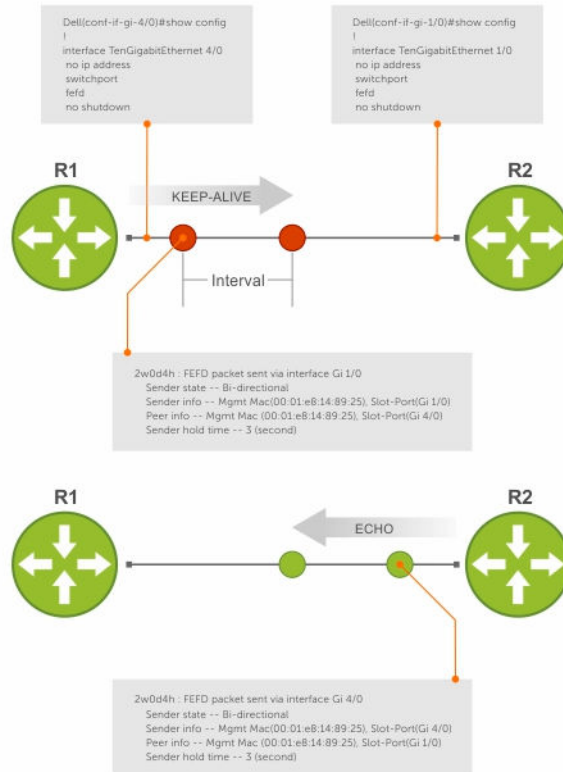 Dell(conf-if-gi-4/0)#show config
!
interface TenGigabitEthernet 4/0
no ip address
switchport
fefd
no shutdown
Dell(conf-if-gi-1/0)#show config
!
interface TenGigabitEthernet 1/0
no ip address
switchport
fefd
no shutdown
R1
R2
KEEP-ALIVE
Interval
2w0d4h : FEFD packet sent via interface Gi 1/0
Sender state -- Bi-directional
Sender info -- Mgmt Mac(00:01:e8:14:89:25), Slot-Port(Gi 1/0)
Peer info -- Mgmt Mac (00:01:e8:14:89:25), Slot-Port(Gi 4/0)
Sender hold time -- 3 (second)
R1
R2
ECHO
2w0d4h : FEFD packet sent via interface Gi 4/0
Sender state -- Bi-directional
Sender info -- Mgmt Mac(00:01:e8:14:89:25), Slot-Port(Gi 4/0)
Peer info -- Mgmt Mac (00:01:e8:14:89:25), Slot-Port(Gi 1/0)
Sender hold time -- 3 (second)